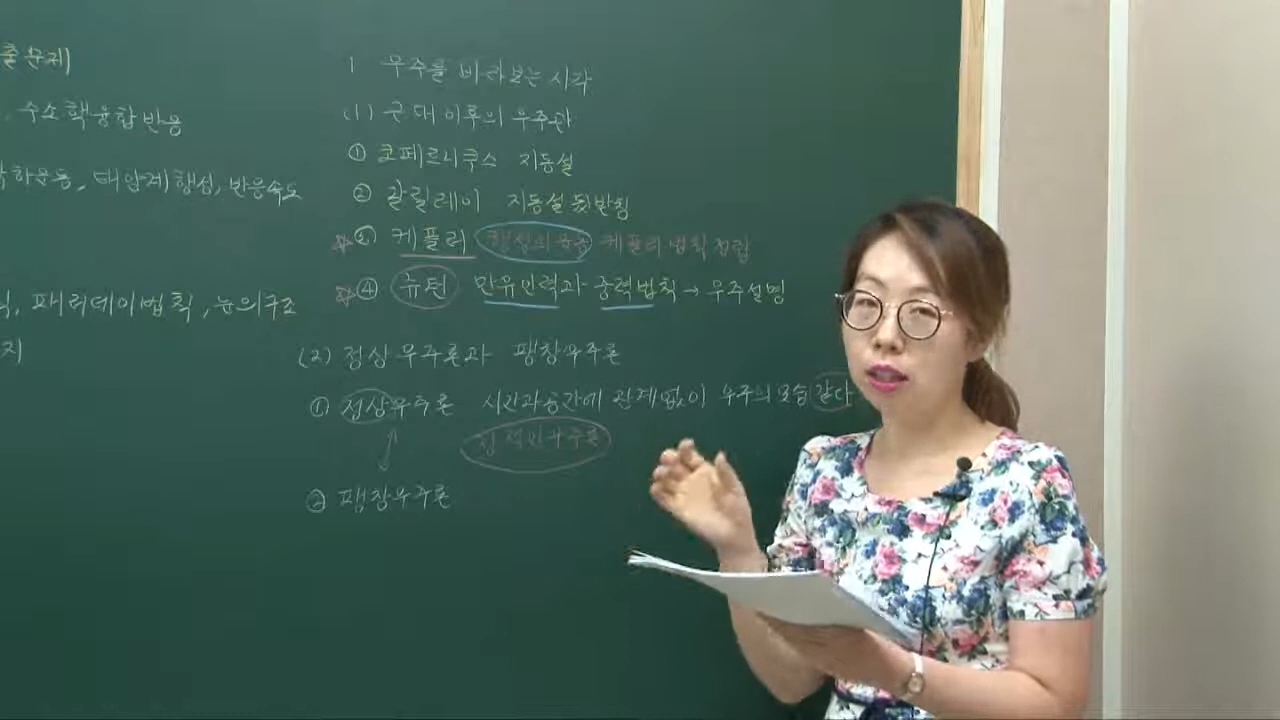 출문제)
수소핵융합반응
학운동, 태양계행성, 반응속도
패러데이법칙, 눈의구조
지)
1 우주를 바라보는 시각
(1) 근대이후의 우주관
① 코페르니쿠스 지동설
② 갈릴레이 지동설 뒷받침
☆③ 케플러 행성의 운동 케플러법칙 정립
☆④ 뉴턴 만유인력과 중력법칙 → 우주설명
(2) 정상우주론과 팽창우주론
① 정상우주론 시간과공간에 관계없이 우주의 모습 같다
정적인우주론
② 팽창우주론